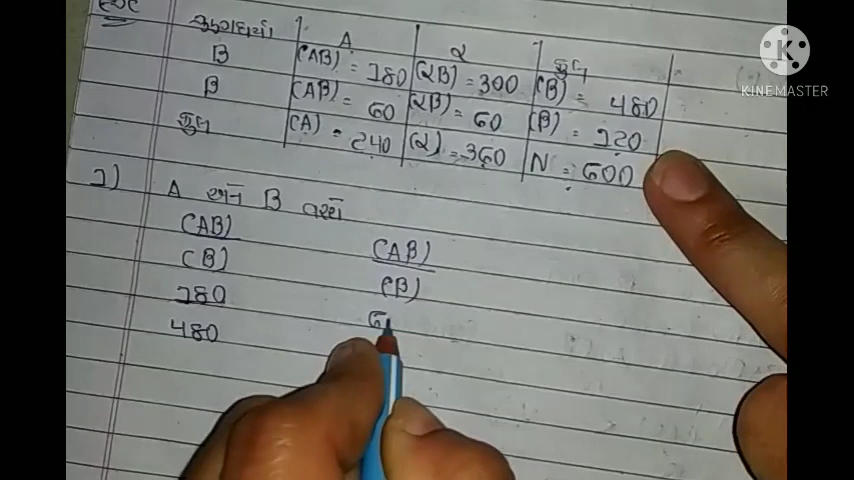 ગુણધર્મો A α કુલ
B (AB) = 180 (αB) = 300 (B) = 480
β (Aβ) = 60 (αβ) = 60 (β) = 120
કુલ (A) = 240 (α) = 360 N = 600
1) A અને B વચ્ચે
(AB) (Aβ)
(B) (β)
180 6
480
K
KINEMASTER